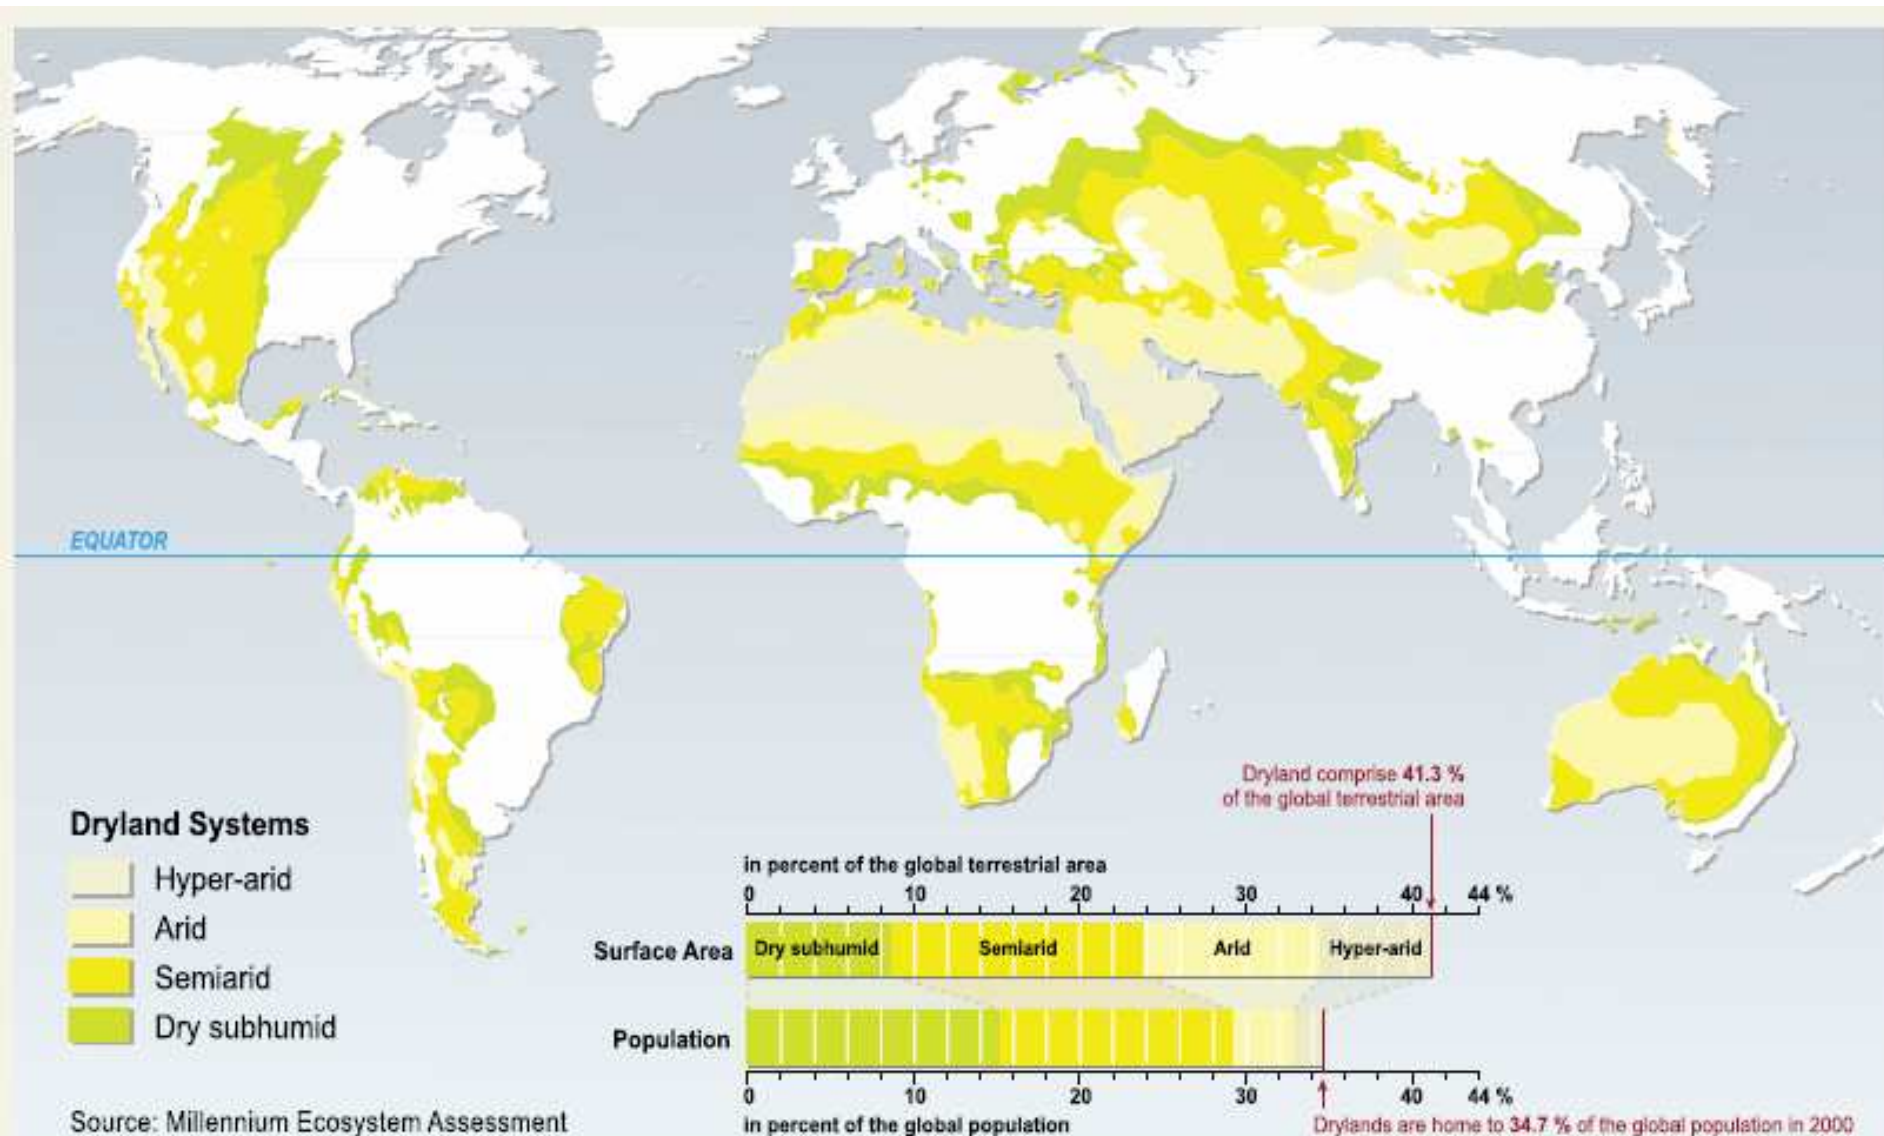 EQUATOR
Dryland comprise 41.3 %
of the global terrestrial area
Dryland Systems
Hyper-arid
Arid
Semiarid
Dry subhumid
in percent of the global terrestrial area
0 10 20 30 40 44 %
Surface Area Dry subhumid Semiarid Arid Hyper-arid
Population
0 10 20 30 40 44 %
Source: Millennium Ecosystem Assessment
in percent of the global population
Drylands are home to 34.7 % of the global population in 2000